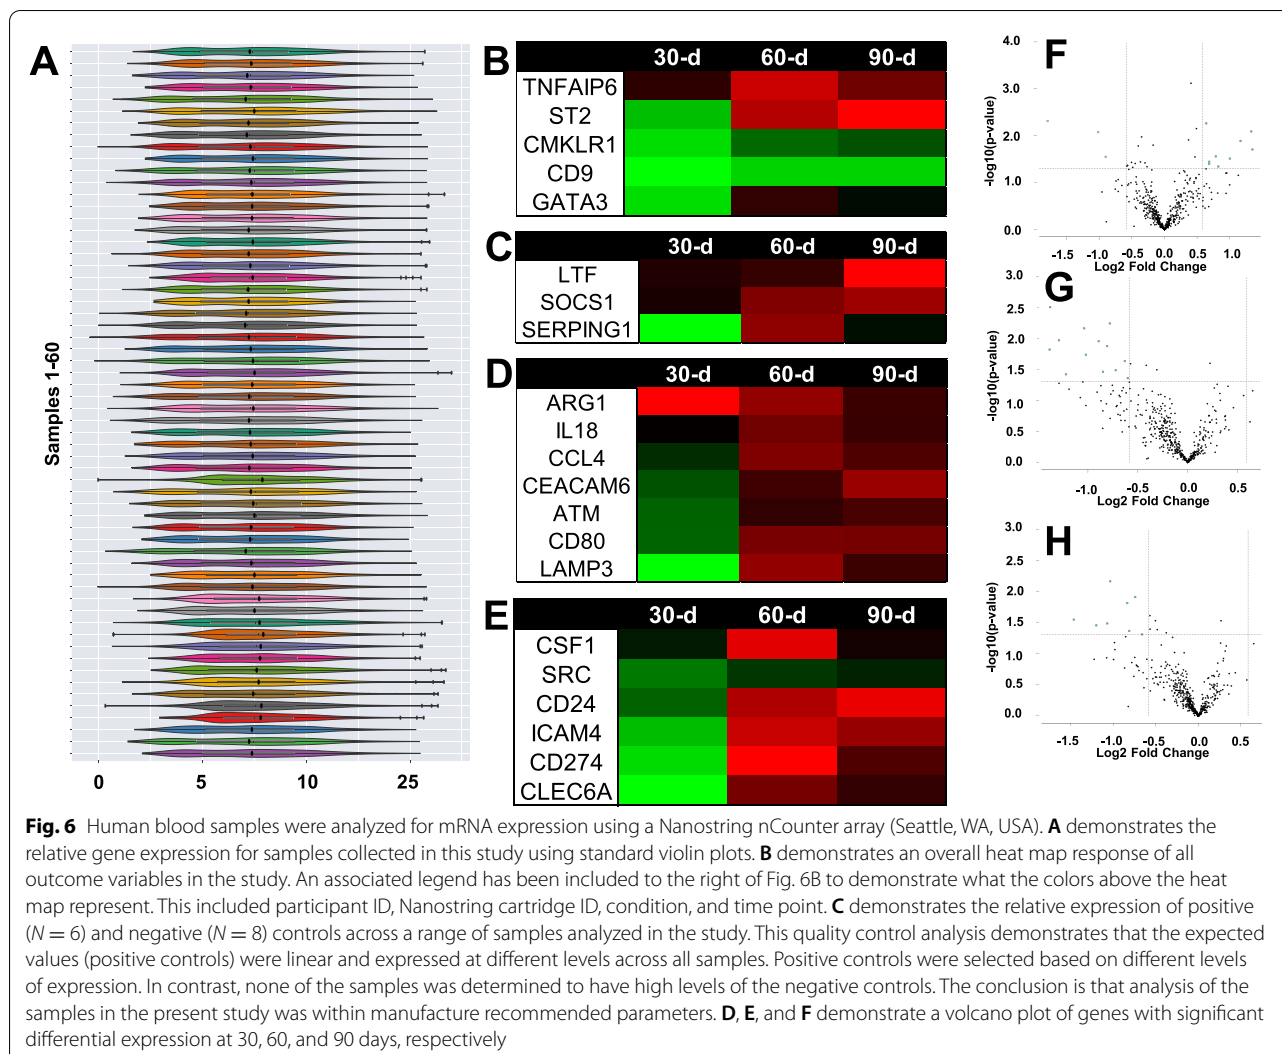 A
Samples 1-60
0 5 10 25
B
30-d 60-d 90-d
TNFAIP6
ST2
CMKLR1
CD9
GATA3
C
30-d 60-d 90-d
LTF
SOCS1
SERPING1
D
30-d 60-d 90-d
ARG1
IL18
CCL4
CEACAM6
ATM
CD80
LAMP3
E
30-d 60-d 90-d
CSF1
SRC
CD24
ICAM4
CD274
CLEC6A
F
-log10(p-value)
4.0
3.0
2.0
1.0
0.0
-1.5 -1.0 -0.5 0.0 0.5 1.0
Log2 Fold Change
G
-log10(p-value)
3.0
2.5
2.0
1.5
1.0
0.5
0.0
-1.0 -0.5 0.0 0.5
Log2 Fold Change
H
-log10(p-value)
3.0
2.5
2.0
1.5
1.0
0.5
0.0
-1.5 -1.0 -0.5 0.0 0.5
Log2 Fold Change
Fig. 6 Human blood samples were analyzed for mRNA expression using a Nanostring nCounter array (Seattle, WA, USA). A demonstrates the
relative gene expression for samples collected in this study using standard violin plots. B demonstrates an overall heat map response of all
outcome variables in the study. An associated legend has been included to the right of Fig. 6B to demonstrate what the colors above the heat
map represent. This included participant ID, Nanostring cartridge ID, condition, and time point. C demonstrates the relative expression of positive
(N = 6) and negative (N = 8) controls across a range of samples analyzed in the study. This quality control analysis demonstrates that the expected
values (positive controls) were linear and expressed at different levels across all samples. Positive controls were selected based on different levels
of expression. In contrast, none of the samples was determined to have high levels of the negative controls. The conclusion is that analysis of the
samples in the present study was within manufacture recommended parameters. D, E, and F demonstrate a volcano plot of genes with significant
differential expression at 30, 60, and 90 days, respectively